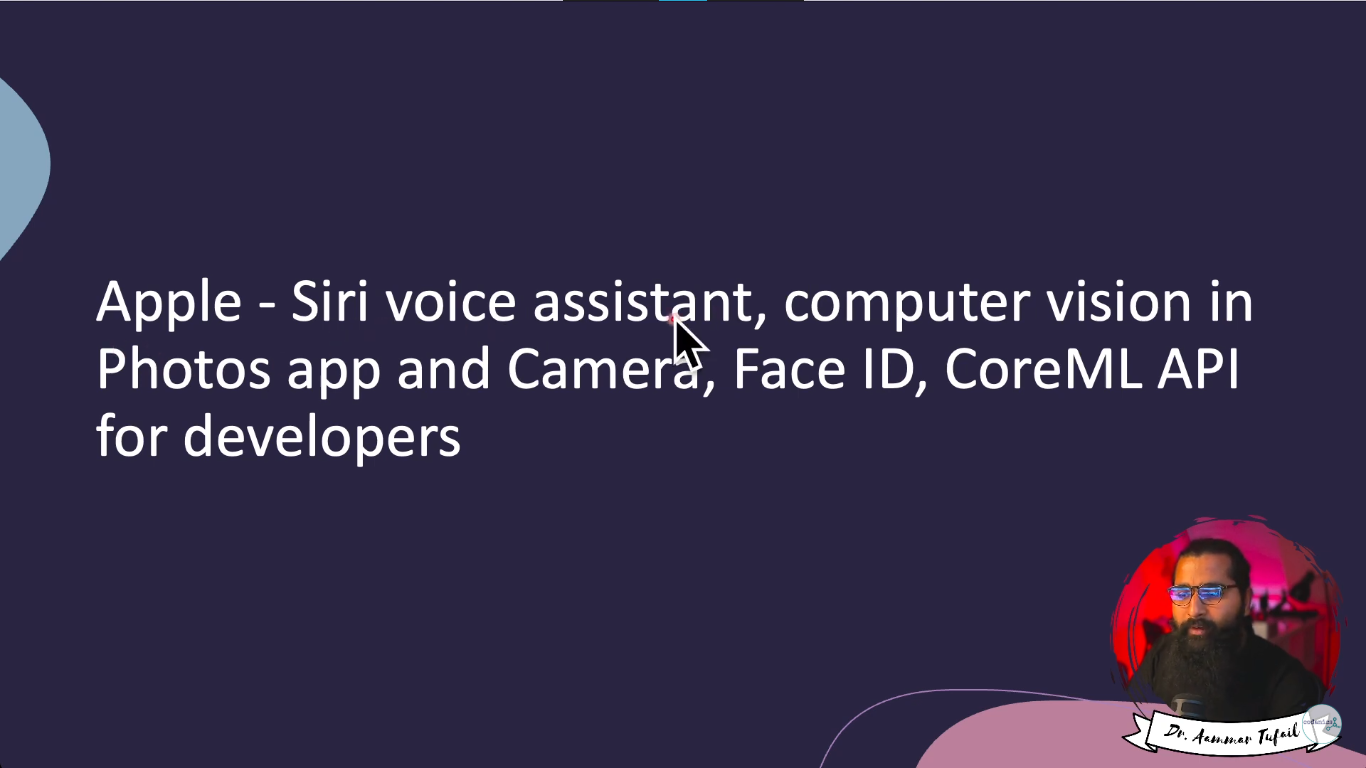 Apple - Siri voice assistant, computer vision in
Photos app and Camera, Face ID, CoreML API
for developers
Dr. Aammar Tufail
codanics